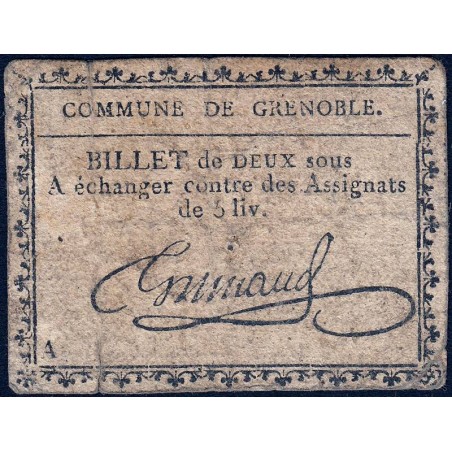 COMMUNE DE GRENOBLE.
BILLET de DEUX sous
A échanger contre des Assignats
de 5 liv.
A